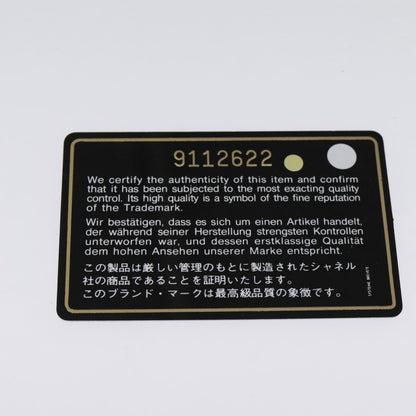 9112622
We certify the authenticity of this item and confirm
that it has been subjected to the most exacting quality
control. Its high quality is a symbol of the fine reputation
of the Trademark.
Wir bestätigen, dass es sich um einen Artikel handelt,
der während seiner Herstellung strengsten Kontrollen
unterworfen war, und dessen erstklassige Qualität
dem hohen Ansehen unserer Marke entspricht.
この製品は厳しい管理のもとに製造されたシャネル
社の商品であることを証明いたします。
このブランド・マークは最高級品質の象徴です。